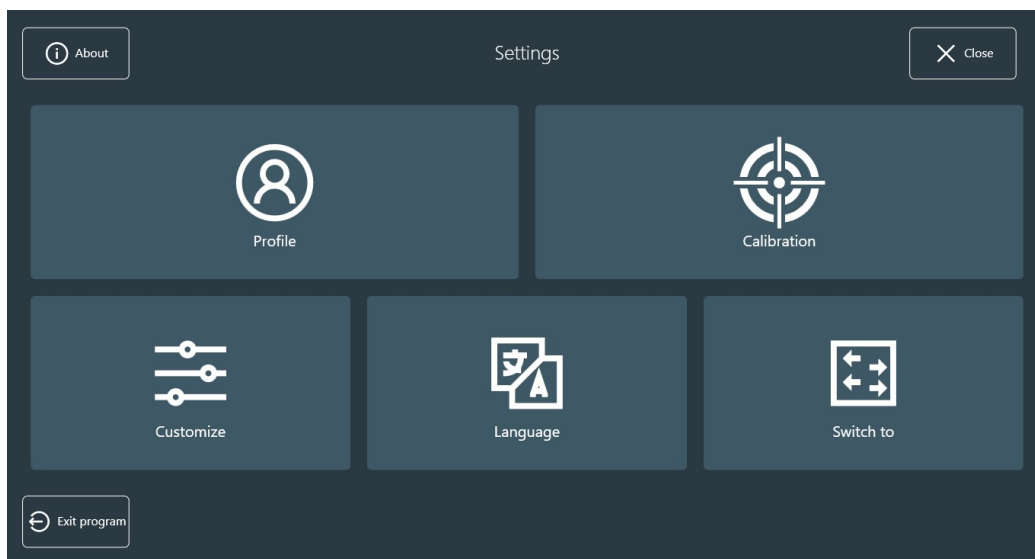 About
Settings
Close
Profile
Calibration
Customize
Language
Switch to
Exit program